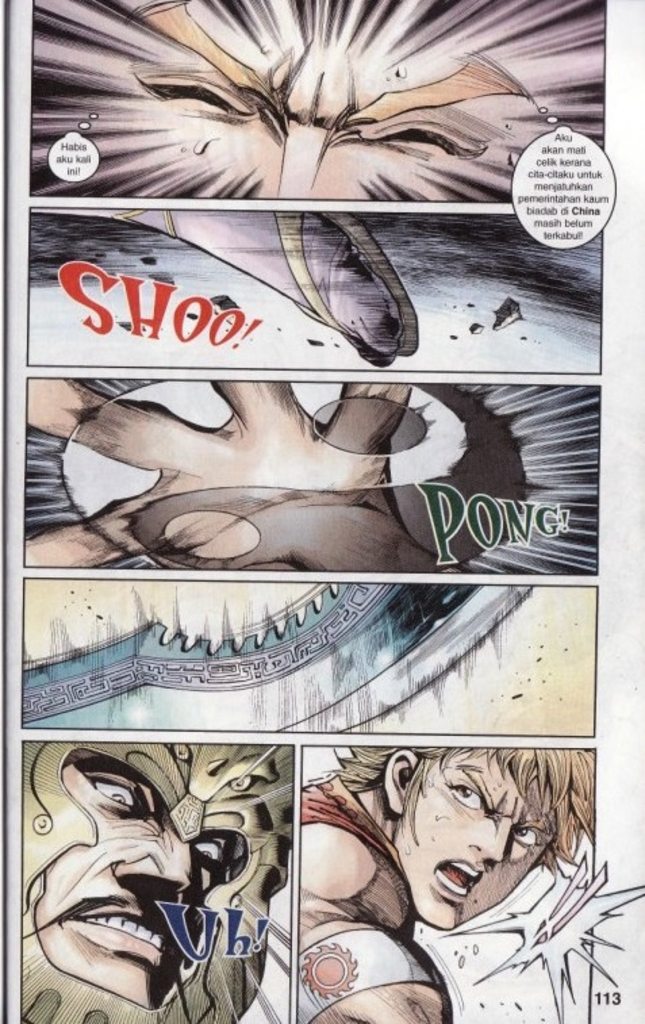 Habis
aku kali
ini!
Aku
akan mati
celik kerana
cita-citaku untuk
menjatuhkan
pemerintahan kaum
biadab di China
masih belum
terkabul!
SHOO!
PONG!
Uh!
113